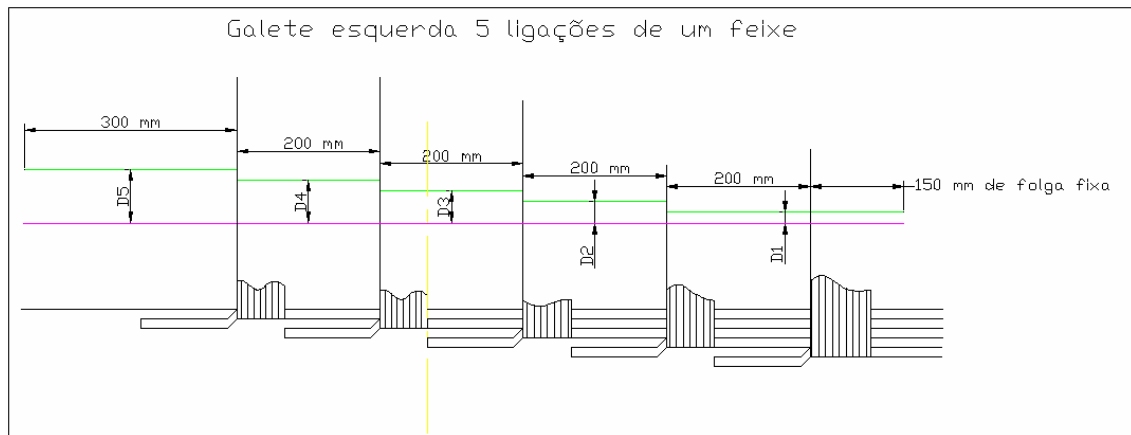 Galete esquerda 5 ligações de um feixe
300 mm
200 mm
200 mm
200 mm
200 mm
150 mm de folga fixa
D5
D4
D3
D2
D1